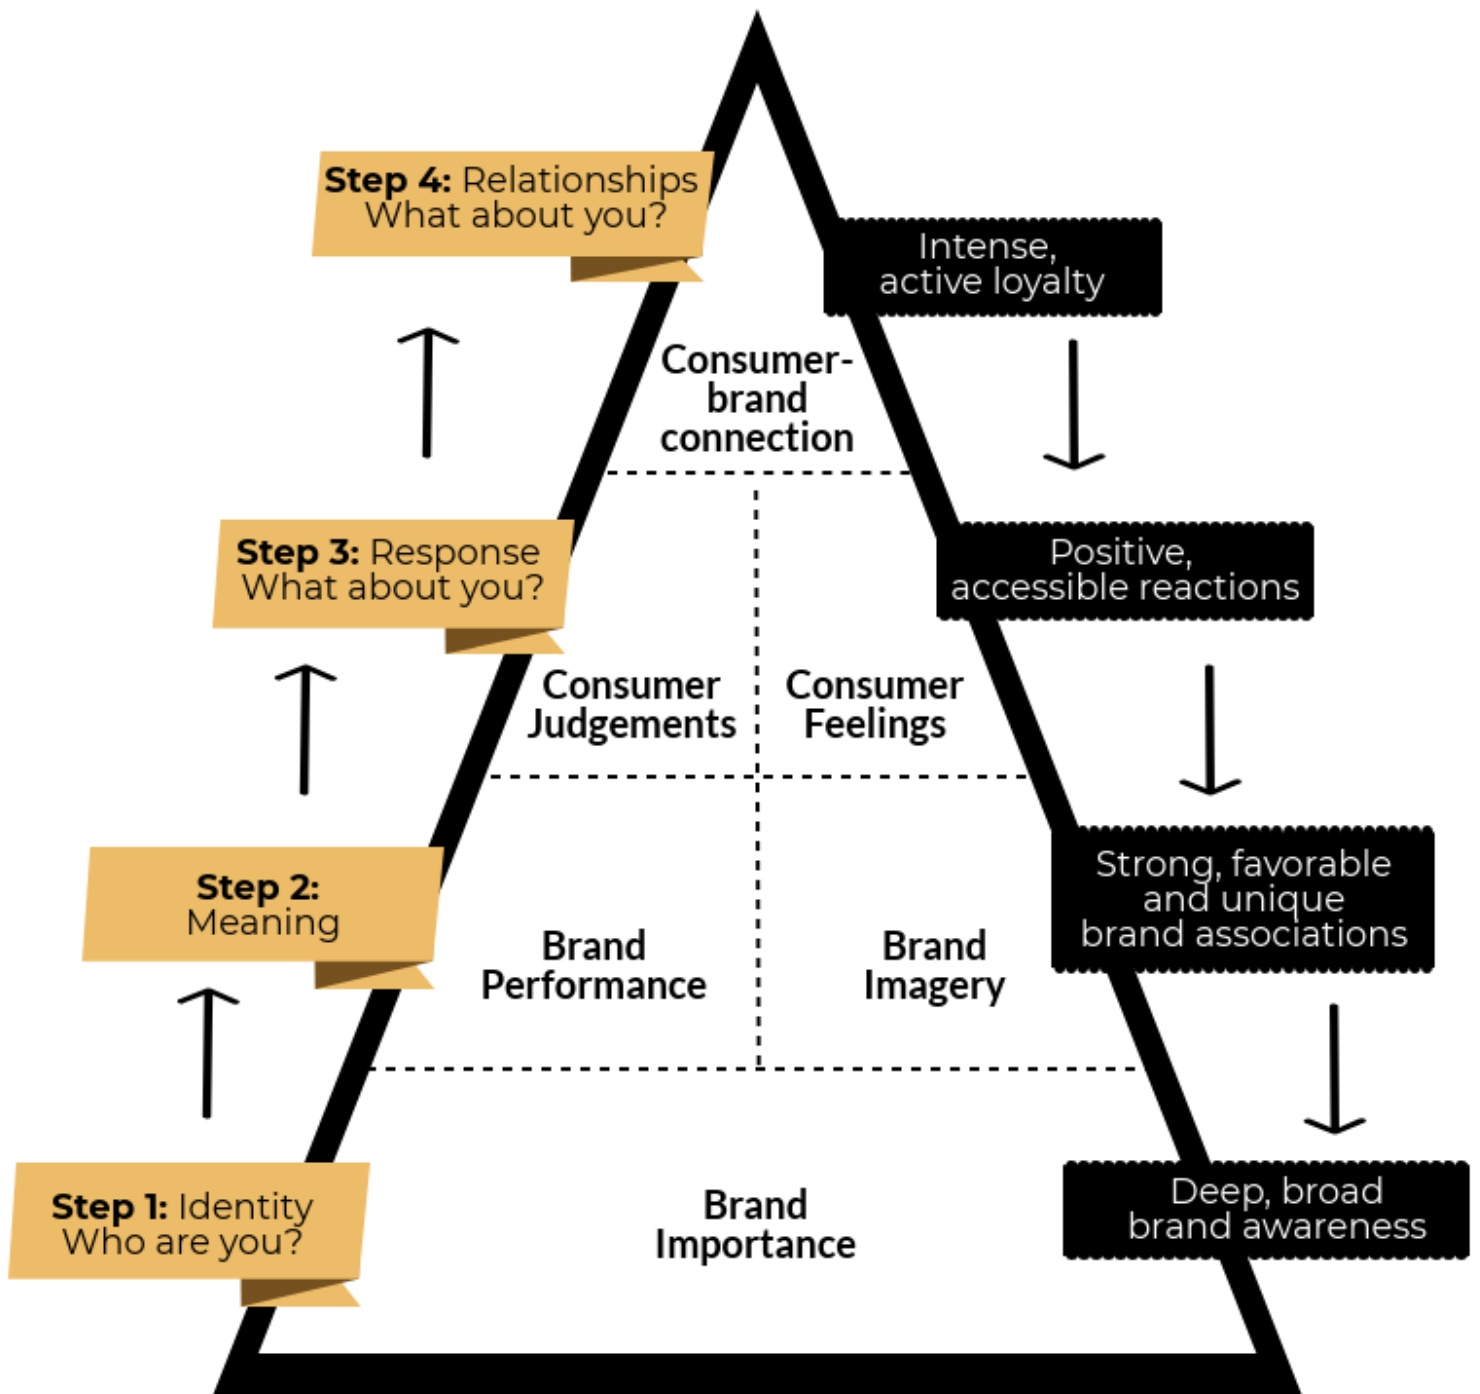 Step 4: Relationships
What about you?
Intense,
active loyalty
Consumer-
brand
connection
Step 3: Response
What about you?
Positive,
accessible reactions
Consumer
Judgements
Consumer
Feelings
Step 2:
Meaning
Strong, favorable
and unique
brand associations
Brand
Performance
Brand
Imagery
Step 1: Identity
Who are you?
Brand
Importance
Deep, broad
brand awareness